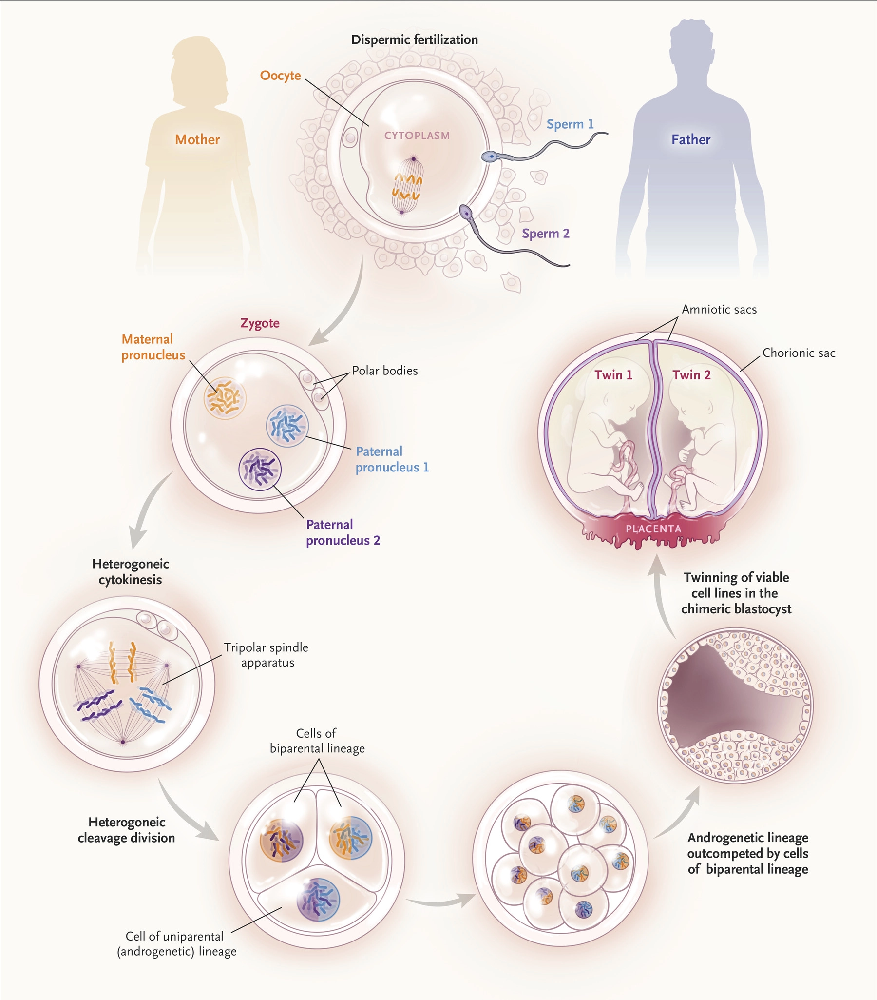 Dispermic fertilization
Oocyte
CYTOPLASM
Sperm 1
Mother
Father
Sperm 2
Zygote
Maternal
pronucleus
Polar bodies
Paternal
pronucleus 1
Paternal
pronucleus 2
Heterogoneic
cytokinesis
Tripolar spindle
apparatus
Heterogoneic
cleavage division
Cells of
biparental lineage
Cell of uniparental
(androgenetic) lineage
Androgenetic lineage
outcompeted by cells
of biparental lineage
Twinning of viable
cell lines in the
chimeric blastocyst
Amniotic sacs
Chorionic sac
Twin 1
Twin 2
PLACENTA